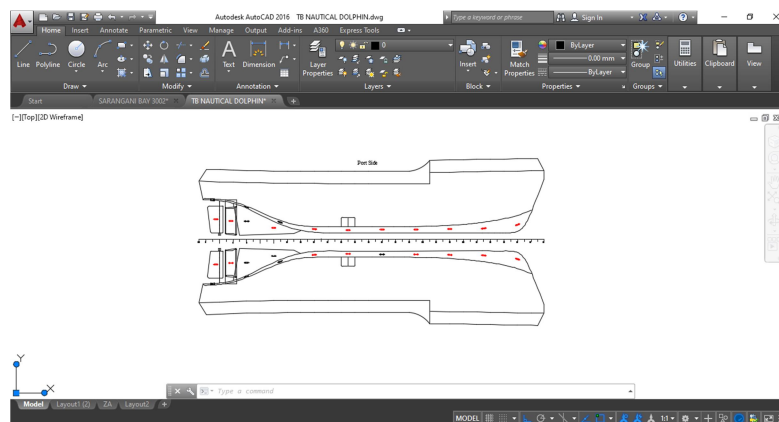 Autodesk AutoCAD 2016 TB NAUTICAL DOLPHIN.dwg
Type a keyword or phrase
Sign In
Home Insert Annotate Parametric View Manage Output Add-ins A360 Express Tools
0
ByLayer
0.00 mm
ByLayer
Line Polyline Circle Arc
Text Dimension
Layer Properties
Insert
Match Properties
Group
Utilities Clipboard View
Draw Modify Annotation Layers Block Properties Groups
Start SARANGANI BAY 3002* TB NAUTICAL DOLPHIN*
[−][Top][2D Wireframe]
Port Side
Y
X
Type a command
Model Layout1 (2) ZA Layout2 +
MODEL 1:1